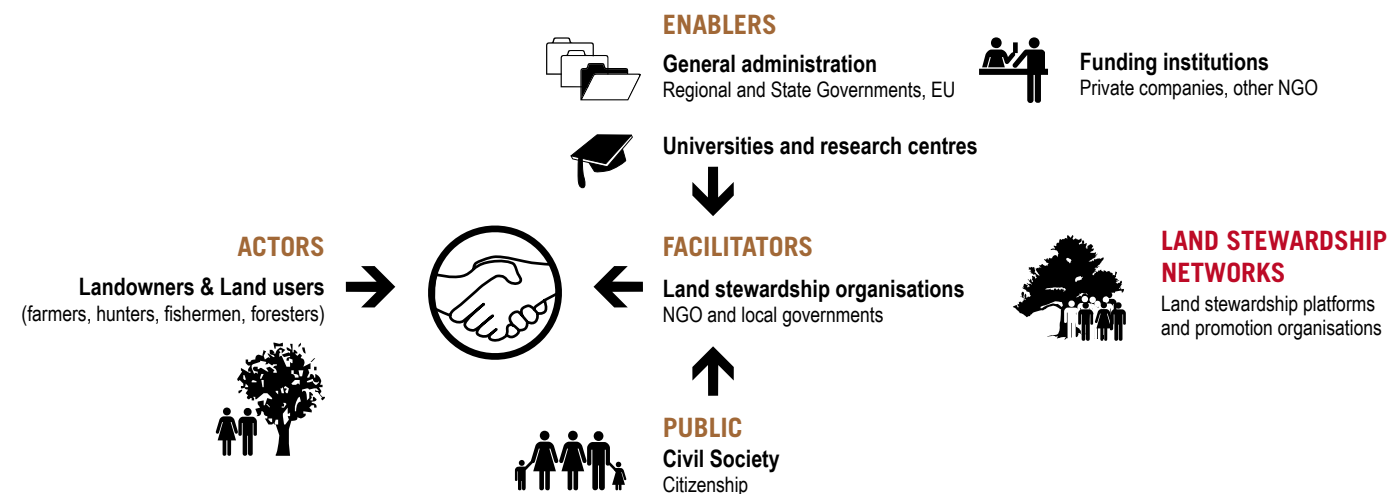 ENABLERS
General administration
Regional and State Governments, EU
Funding institutions
Private companies, other NGO
Universities and research centres
ACTORS
Landowners & Land users
(farmers, hunters, fishermen, foresters)
FACILITATORS
Land stewardship organisations
NGO and local governments
LAND STEWARDSHIP
NETWORKS
Land stewardship platforms
and promotion organisations
PUBLIC
Civil Society
Citizenship